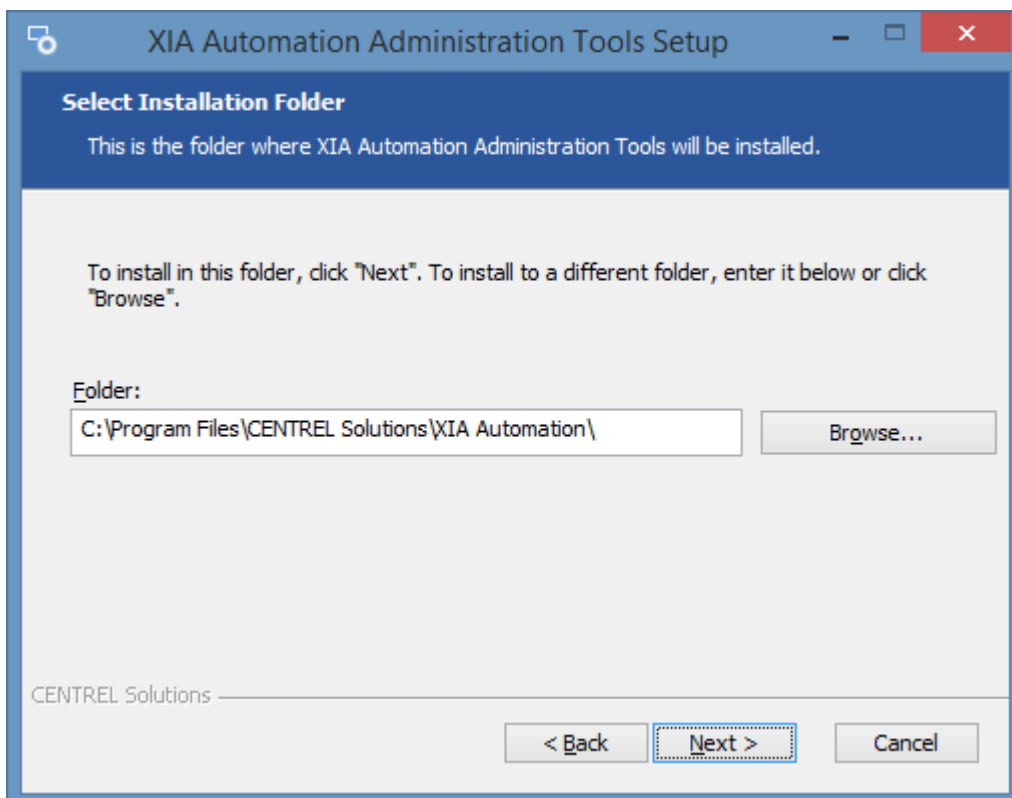 XIA Automation Administration Tools Setup
Select Installation Folder
This is the folder where XIA Automation Administration Tools will be installed.
To install in this folder, click "Next". To install to a different folder, enter it below or click
"Browse".
Folder:
C:\Program Files\CENTREL Solutions\XIA Automation\
Browse...
CENTREL Solutions
< Back
Next >
Cancel